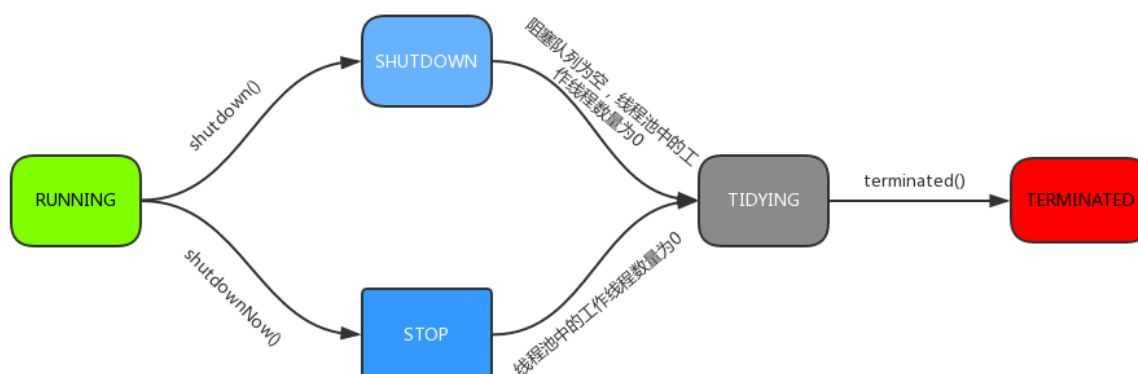 SHUTDOWN
阻塞队列为空，线程池中的工
作线程数量为0
shutdown()
RUNNING
TIDYING
terminated()
TERMINATED
shutdownNow()
线程池中的工作线程数量为0
STOP